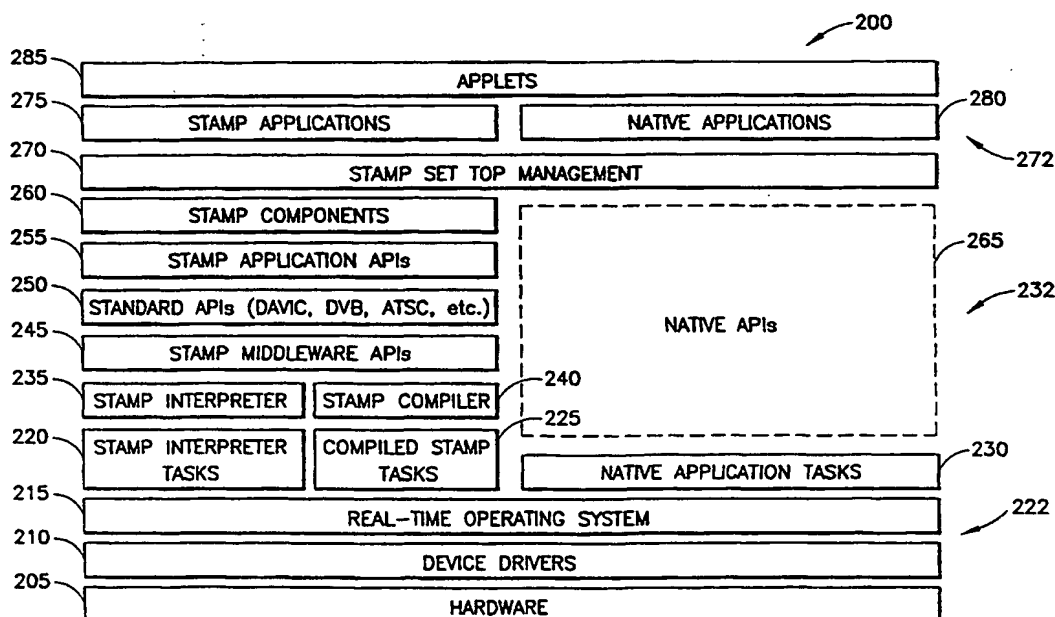 200
285
APPLETS
275
STAMP APPLICATIONS
NATIVE APPLICATIONS
280
272
270
STAMP SET TOP MANAGEMENT
260
STAMP COMPONENTS
255
STAMP APPLICATION APIs
265
250
STANDARD APIs (DAVIC, DVB, ATSC, etc.)
232
NATIVE APIs
245
STAMP MIDDLEWARE APIs
235
STAMP INTERPRETER
STAMP COMPILER
240
220
STAMP INTERPRETER
TASKS
COMPILED STAMP
TASKS
225
NATIVE APPLICATION TASKS
230
215
REAL-TIME OPERATING SYSTEM
222
210
DEVICE DRIVERS
205
HARDWARE